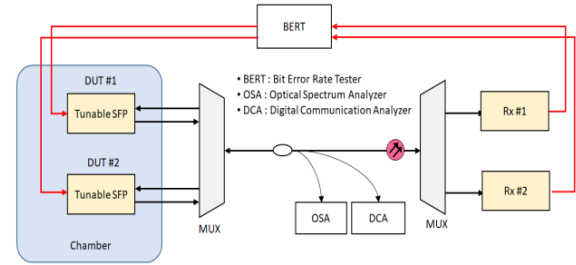 BERT
DUT #1
Tunable SFP
DUT #2
Tunable SFP
Chamber
MUX
• BERT : Bit Error Rate Tester
• OSA : Optical Spectrum Analyzer
• DCA : Digital Communication Analyzer
OSA
DCA
MUX
Rx #1
Rx #2